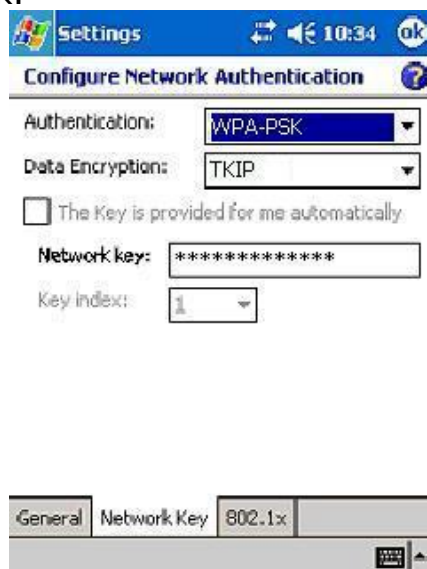 Settings 10:34 ok
Configure Network Authentication ?
Authentication: WPA-PSK
Data Encryption: TKIP
The Key is provided for me automatically
Network key: *************
Key index: 1
General Network Key 802.1x